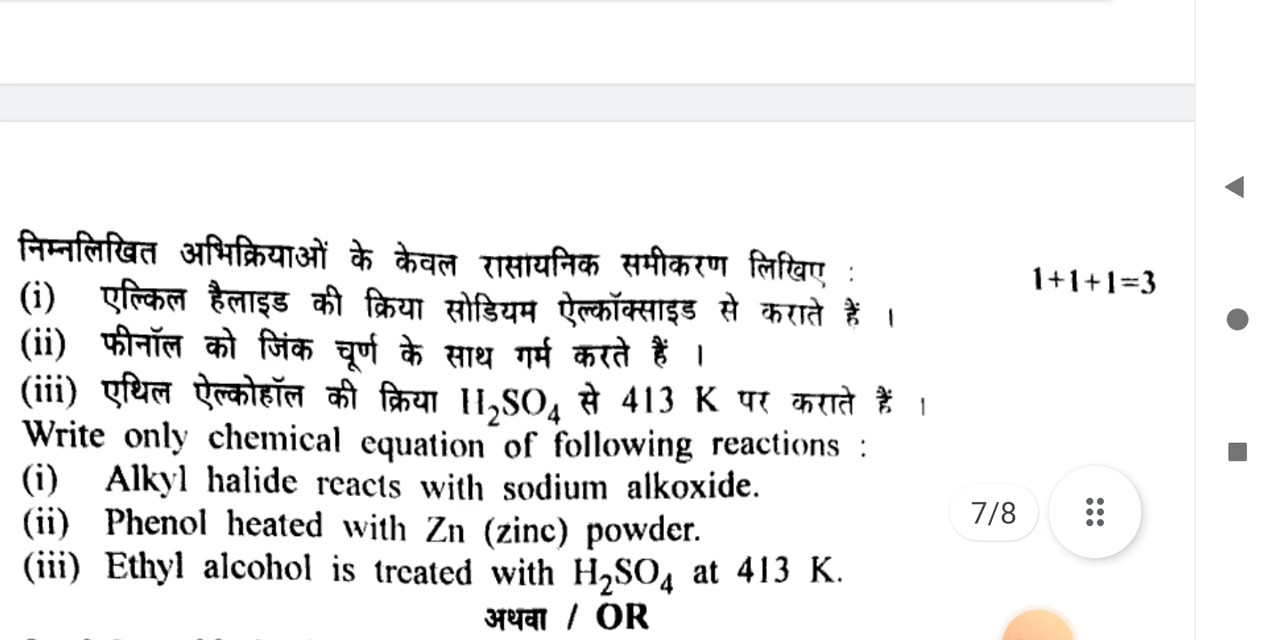 निम्नलिखित अभिक्रियाओं के केवल रासायनिक समीकरण लिखिए : 1+1+1=3
(i) एल्किल हैलाइड की क्रिया सोडियम ऐल्कॉक्साइड से कराते हैं ।
(ii) फीनॉल को जिंक चूर्ण के साथ गर्म करते हैं ।
(iii) एथिल ऐल्कोहॉल की क्रिया H₂SO₄ से 413 K पर कराते हैं ।
Write only chemical equation of following reactions :
(i) Alkyl halide reacts with sodium alkoxide.
(ii) Phenol heated with Zn (zinc) powder.
7/8
(iii) Ethyl alcohol is treated with H₂SO₄ at 413 K.
अथवा / OR